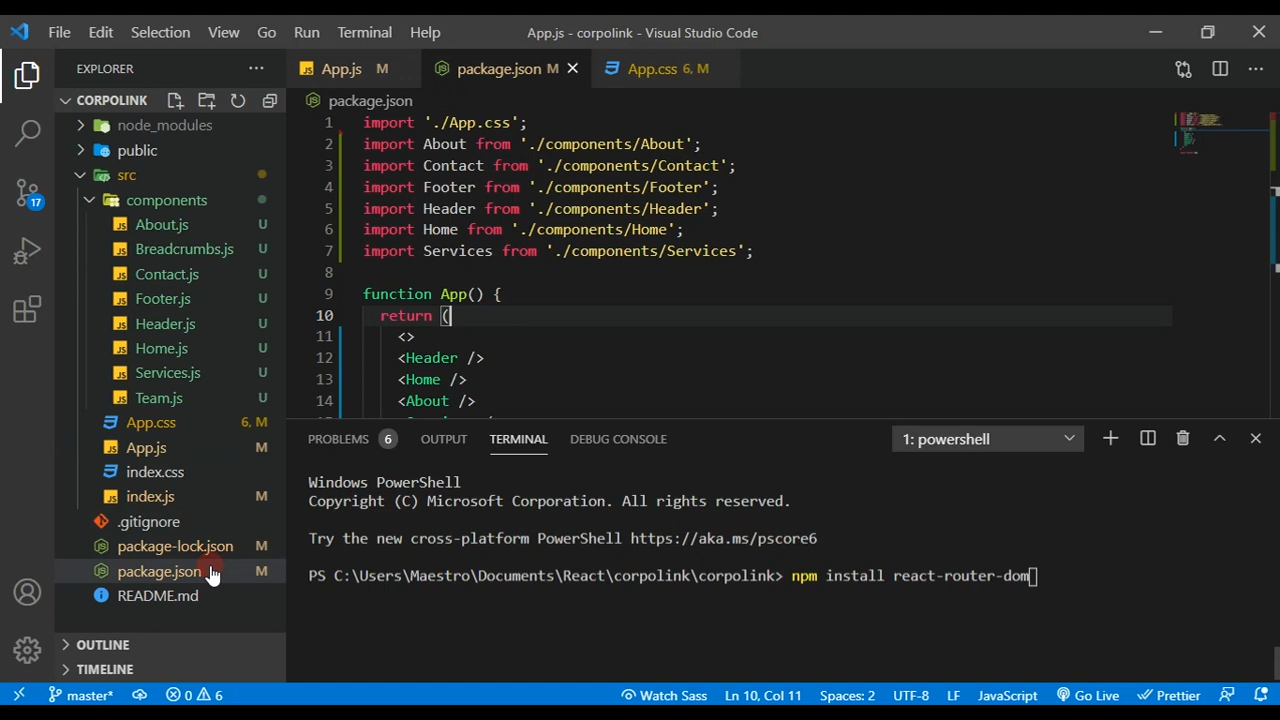 File Edit Selection View Go Run Terminal Help App.js - corpolink - Visual Studio Code
EXPLORER
App.js M
package.json M
App.css 6, M
CORPOLINK
package.json
node_modules
public
src
components
About.js U
Breadcrumbs.js U
Contact.js U
Footer.js U
Header.js U
Home.js U
Services.js U
Team.js U
App.css 6, M
App.js M
index.css
index.js M
.gitignore
package-lock.json M
package.json M
README.md
OUTLINE
TIMELINE
17
1 import './App.css';
2 import About from './components/About';
3 import Contact from './components/Contact';
4 import Footer from './components/Footer';
5 import Header from './components/Header';
6 import Home from './components/Home';
7 import Services from './components/Services';
8
9 function App() {
10 return (
11 <>
12 <Header />
13 <Home />
14 <About />
PROBLEMS 6 OUTPUT TERMINAL DEBUG CONSOLE 1: powershell
Windows PowerShell
Copyright (C) Microsoft Corporation. All rights reserved.
Try the new cross-platform PowerShell https://aka.ms/pscore6
PS C:\Users\Maestro\Documents\React\corpolink\corpolink> npm install react-router-dom
master* 0 6 Watch Sass Ln 10, Col 11 Spaces: 2 UTF-8 LF JavaScript Go Live Prettier